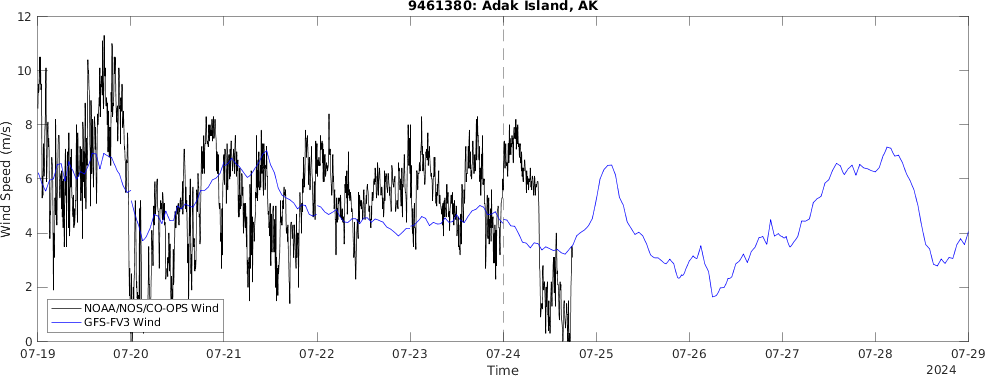 9461380: Adak Island, AK
Wind Speed (m/s)
12
10
8
6
4
2
0
NOAA/NOS/CO-OPS Wind
GFS-FV3 Wind
07-19 07-20 07-21 07-22 07-23 07-24 07-25 07-26 07-27 07-28 07-29
Time
2024